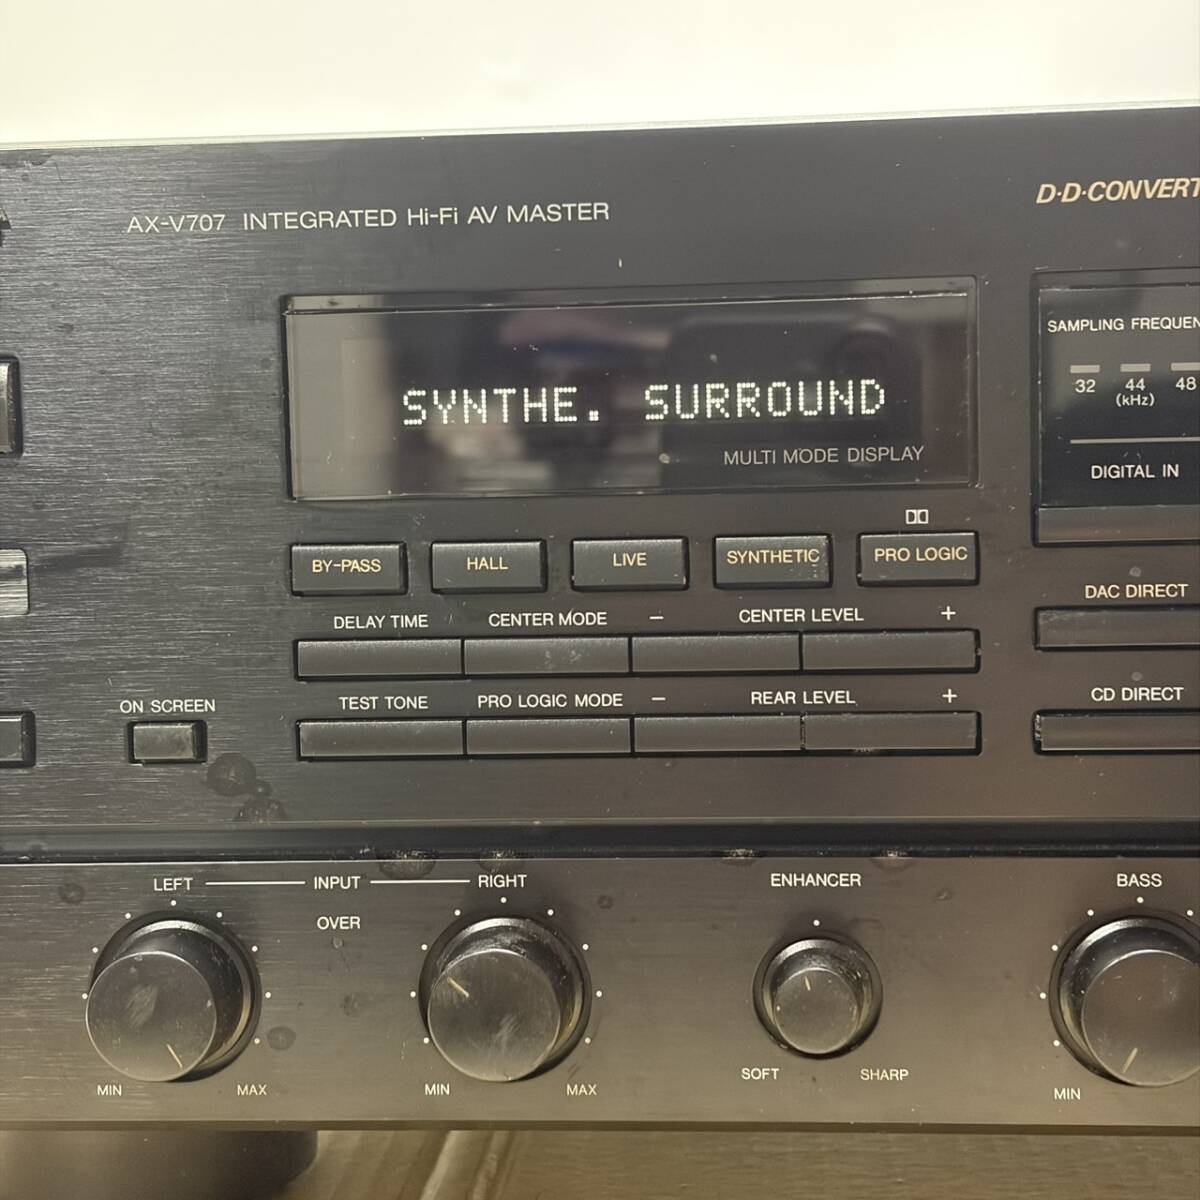 AX-V707 INTEGRATED Hi-Fi AV MASTER
D·D·CONVERT
SYNTHE. SURROUND
MULTI MODE DISPLAY
SAMPLING FREQUEN
32 44 48
(kHz)
DIGITAL IN
BY-PASS HALL LIVE SYNTHETIC PRO LOGIC
DELAY TIME CENTER MODE − CENTER LEVEL +
DAC DIRECT
TEST TONE PRO LOGIC MODE − REAR LEVEL +
CD DIRECT
ON SCREEN
LEFT INPUT RIGHT
OVER
ENHANCER
BASS
MIN MAX
MIN MAX
SOFT SHARP
MIN